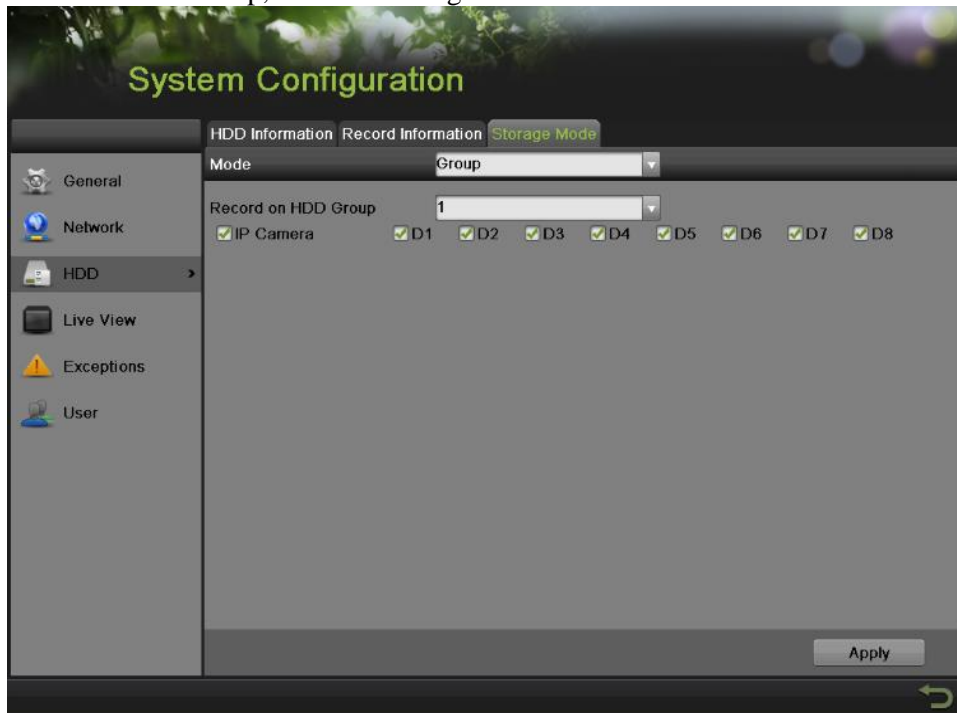 System Configuration
HDD Information Record Information Storage Mode
Mode Group
General
Record on HDD Group 1
Network
IP Camera D1 D2 D3 D4 D5 D6 D7 D8
HDD
Live View
Exceptions
User
Apply